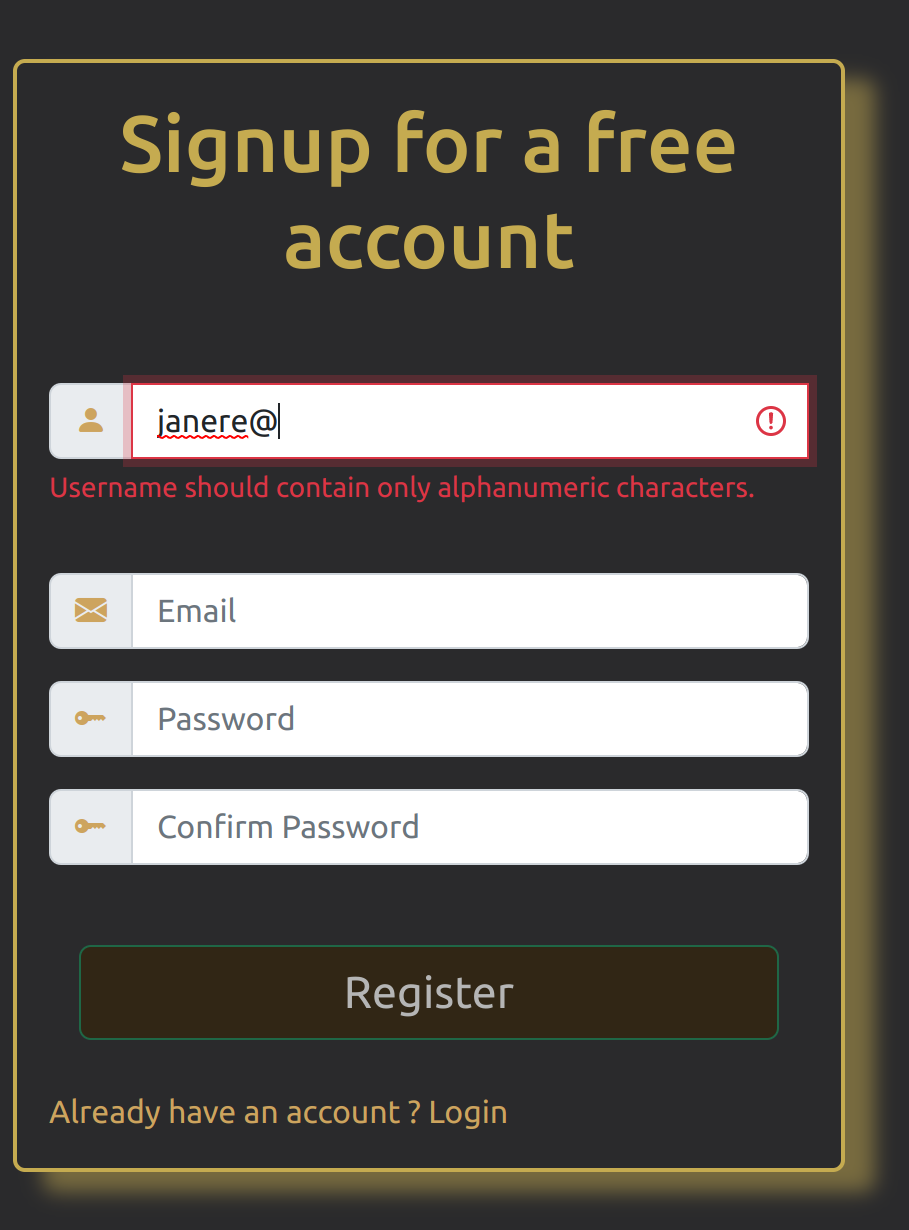 Signup for a free
account
janere@
Username should contain only alphanumeric characters.
Email
Password
Confirm Password
Register
Already have an account ? Login